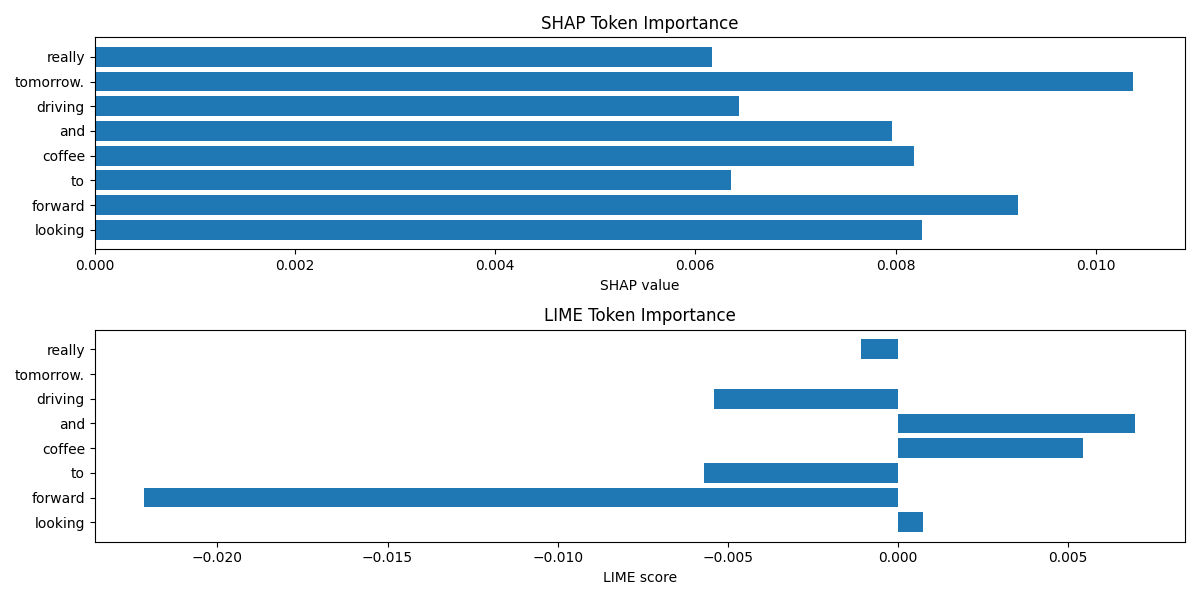 SHAP Token Importance
really
tomorrow.
driving
and
coffee
to
forward
looking
0.000 0.002 0.004 0.006 0.008 0.010
SHAP value
LIME Token Importance
really
tomorrow.
driving
and
coffee
to
forward
looking
−0.020 −0.015 −0.010 −0.005 0.000 0.005
LIME score